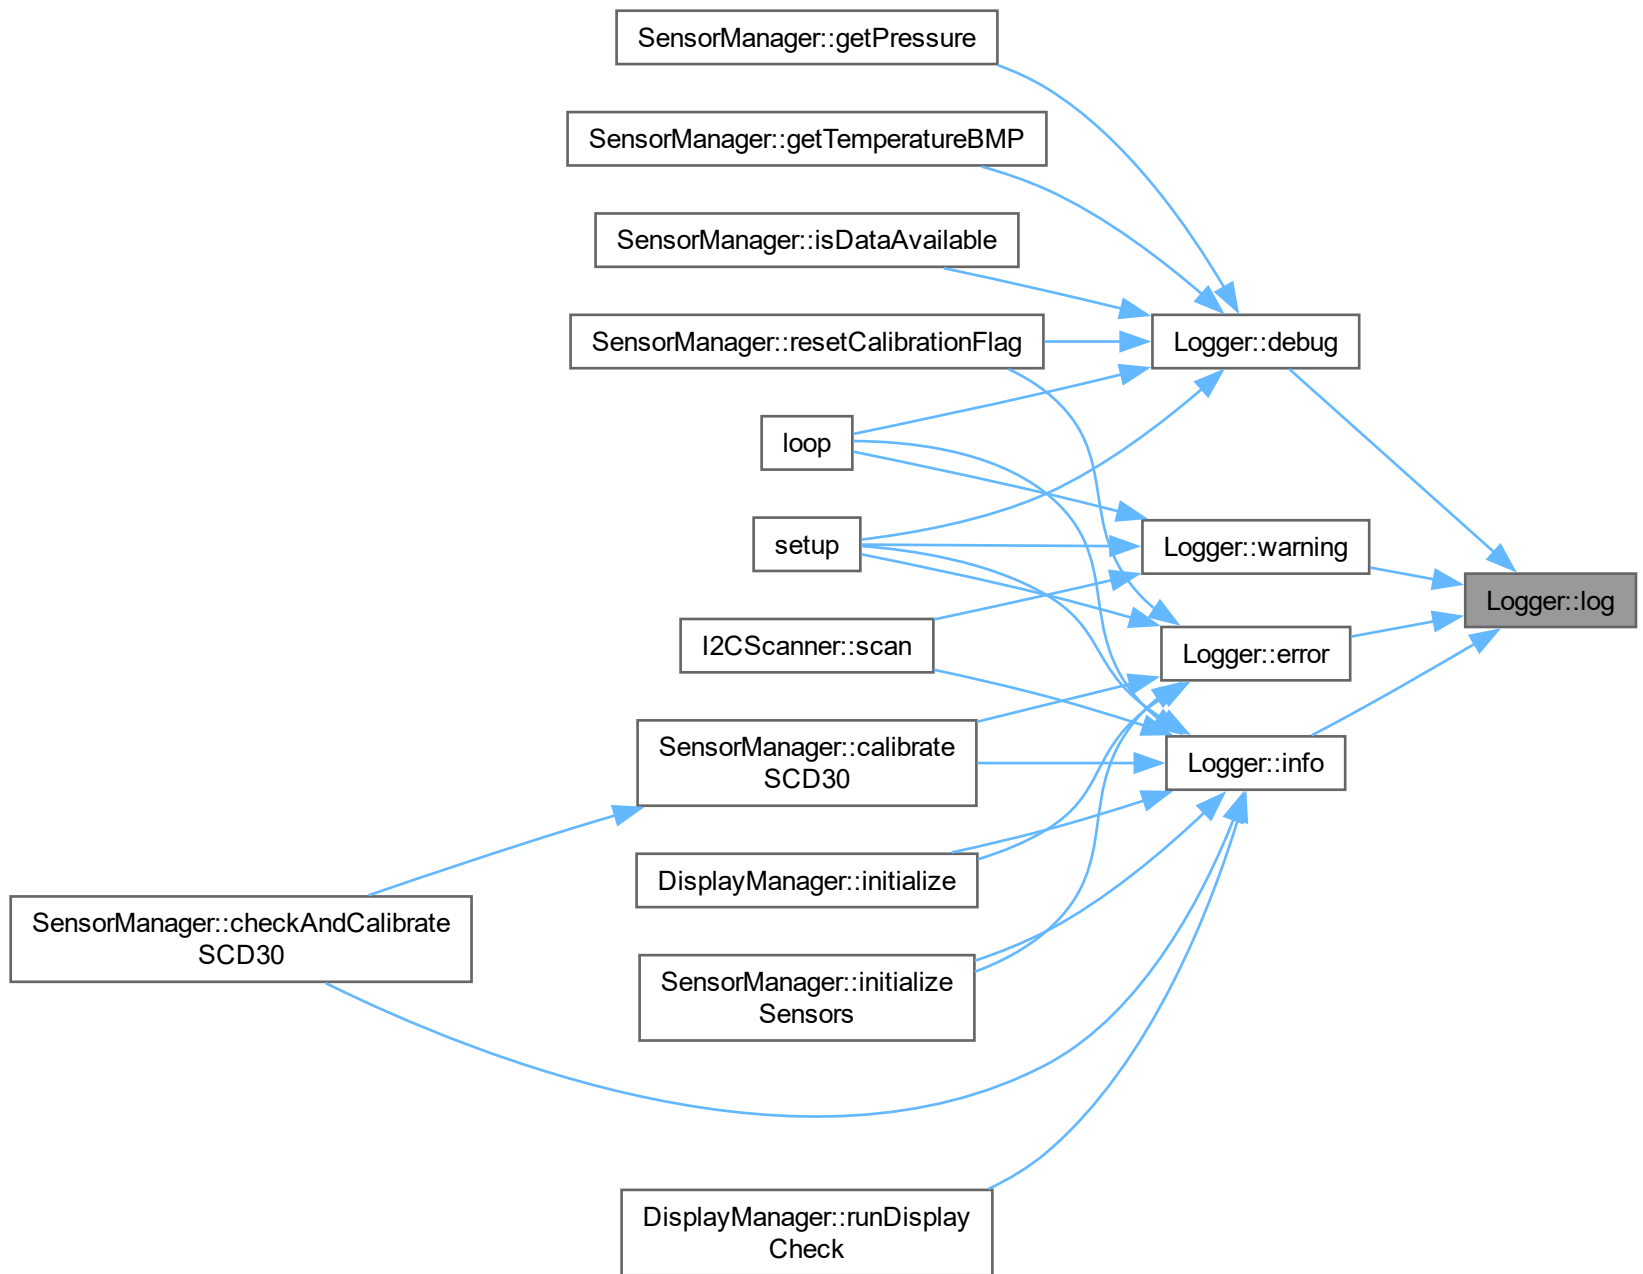 SensorManager::getPressure
SensorManager::getTemperatureBMP
SensorManager::isDataAvailable
SensorManager::resetCalibrationFlag
Logger::debug
loop
setup
Logger::warning
Logger::log
I2CScanner::scan
Logger::error
SensorManager::calibrate
SCD30
Logger::info
DisplayManager::initialize
SensorManager::checkAndCalibrate
SCD30
SensorManager::initialize
Sensors
DisplayManager::runDisplay
Check